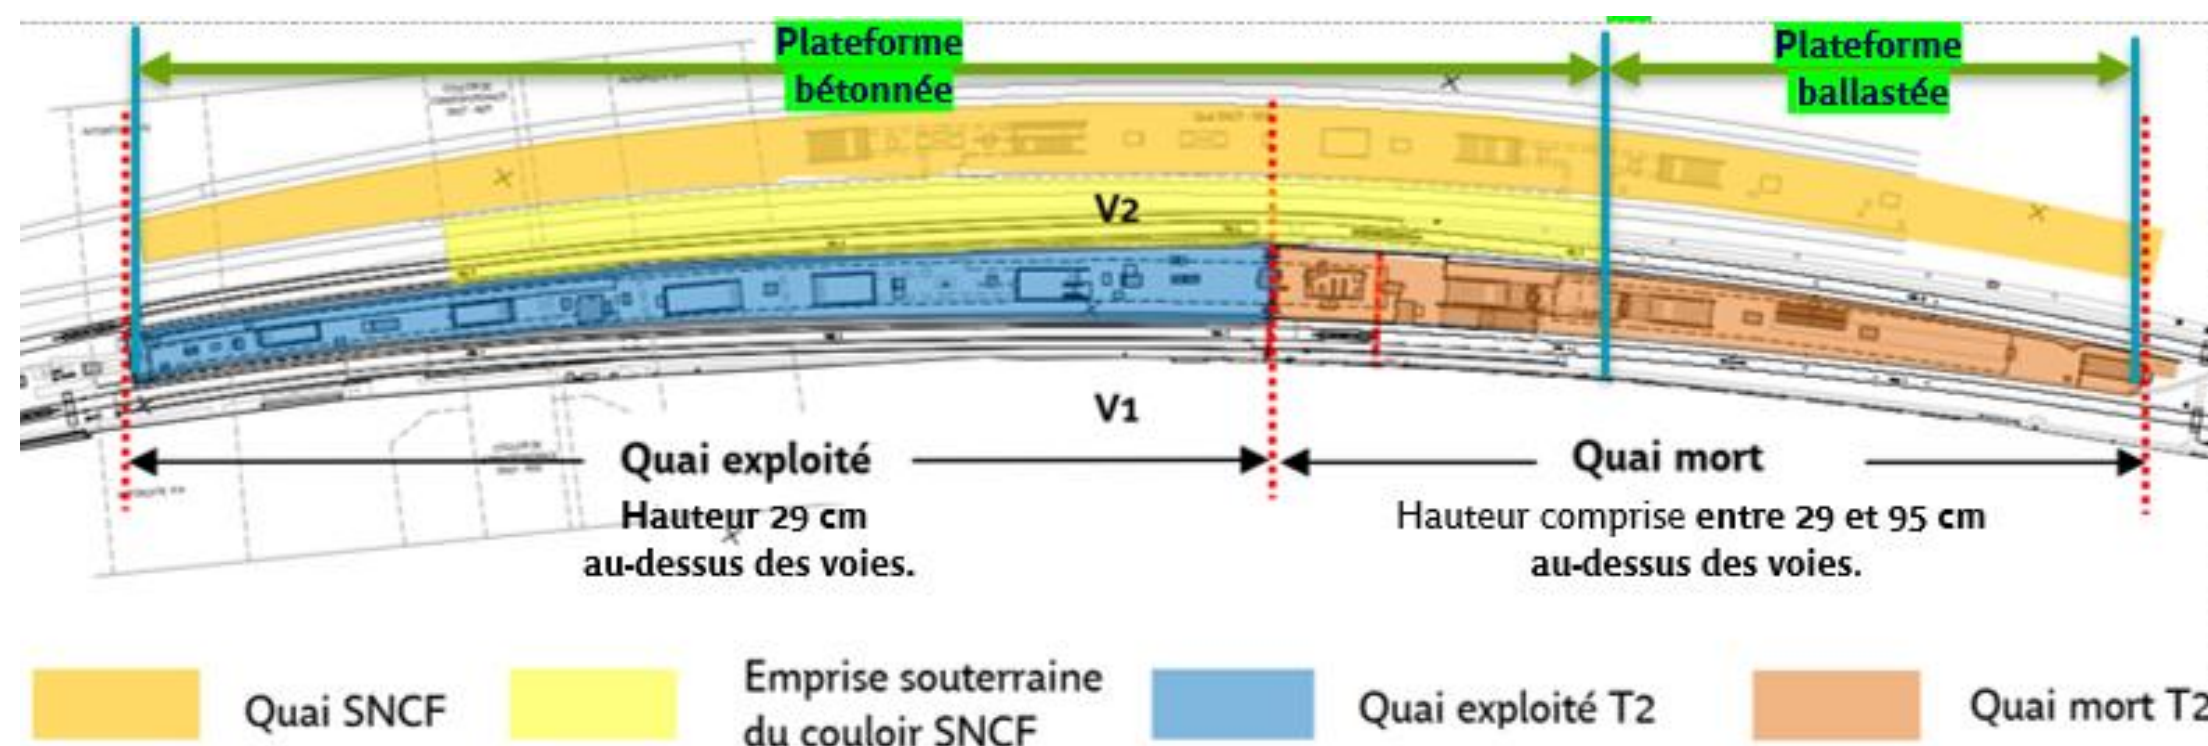 Plateforme
bétonnée
Plateforme
ballastée
V2
V1
Quai exploité
Quai mort
Hauteur 29 cm
au-dessus des voies.
Hauteur comprise entre 29 et 95 cm
au-dessus des voies.
Quai SNCF
Emprise souterraine
du couloir SNCF
Quai exploité T2
Quai mort T2